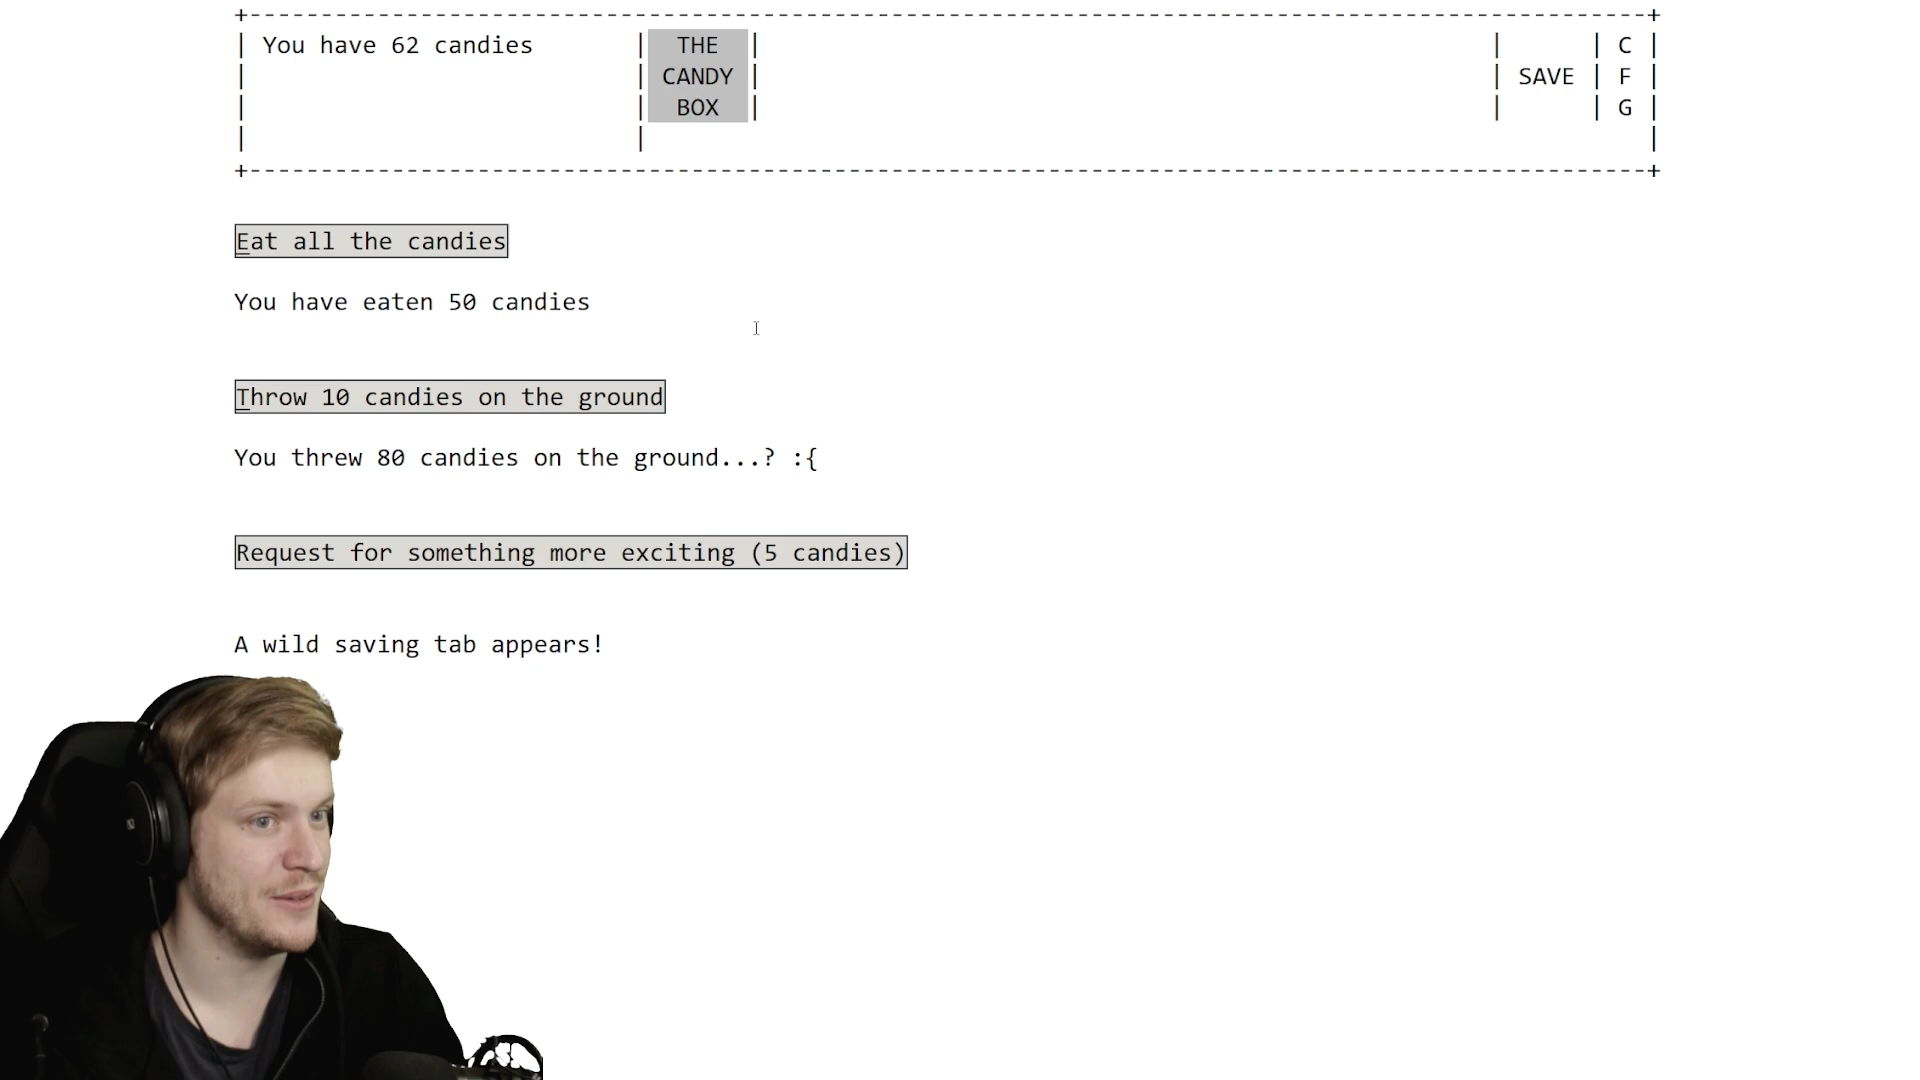 You have 62 candies
THE
CANDY
BOX
SAVE
C
F
G
Eat all the candies
You have eaten 50 candies
Throw 10 candies on the ground
You threw 80 candies on the ground...? :{
Request for something more exciting (5 candies)
A wild saving tab appears!